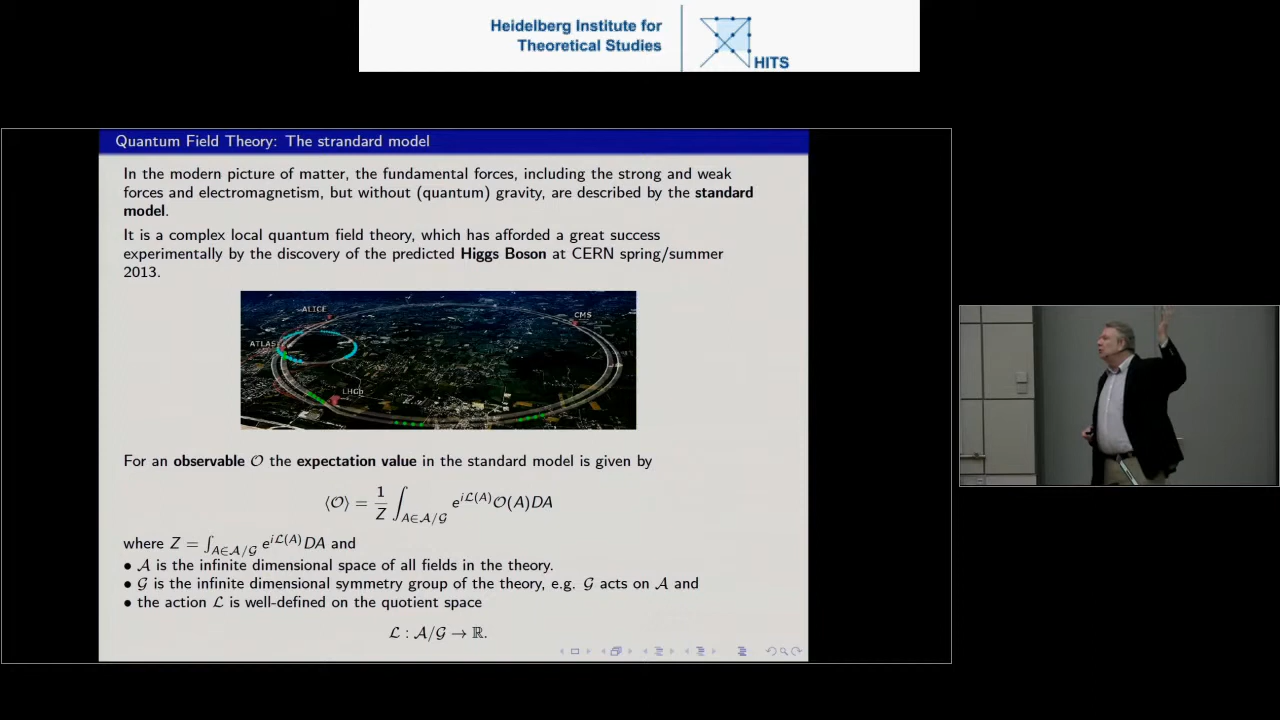 Heidelberg Institute for
Theoretical Studies
HITS
Quantum Field Theory: The strandard model
In the modern picture of matter, the fundamental forces, including the strong and weak
forces and electromagnetism, but without (quantum) gravity, are described by the standard
model.
It is a complex local quantum field theory, which has afforded a great success
experimentally by the discovery of the predicted Higgs Boson at CERN spring/summer
2013.
ALICE
CMS
ATLAS
LHCb
For an observable 𝒪 the expectation value in the standard model is given by
⟨𝒪⟩ = 1/Z ∫_{A∈𝒜/𝒢} e^{iℒ(A)}𝒪(A)DA
where Z = ∫_{A∈𝒜/𝒢} e^{iℒ(A)}DA and
• 𝒜 is the infinite dimensional space of all fields in the theory.
• 𝒢 is the infinite dimensional symmetry group of the theory, e.g. 𝒢 acts on 𝒜 and
• the action ℒ is well-defined on the quotient space
ℒ : 𝒜/𝒢 → ℝ.